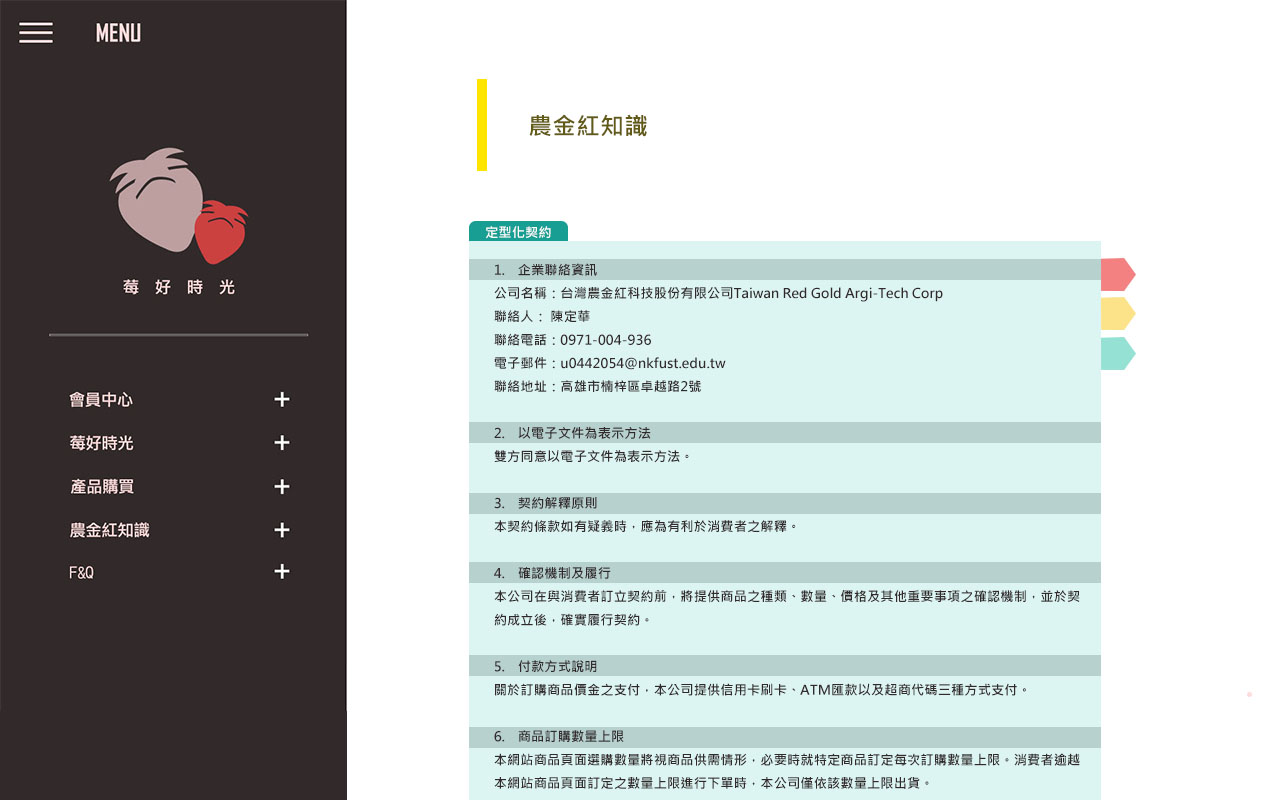 MENU
莓好時光
會員中心
莓好時光
產品購買
農金紅知識
F&Q
農金紅知識
定型化契約
1. 企業聯絡資訊
公司名稱：台灣農金紅科技股份有限公司Taiwan Red Gold Argi-Tech Corp
聯絡人： 陳定華
聯絡電話：0971-004-936
電子郵件：u0442054@nkfust.edu.tw
聯絡地址：高雄市楠梓區卓越路2號
2. 以電子文件為表示方法
雙方同意以電子文件為表示方法。
3. 契約解釋原則
本契約條款如有疑義時，應為有利於消費者之解釋。
4. 確認機制及履行
本公司在與消費者訂立契約前，將提供商品之種類、數量、價格及其他重要事項之確認機制，並於契
約成立後，確實履行契約。
5. 付款方式說明
關於訂購商品價金之支付，本公司提供信用卡刷卡、ATM匯款以及超商代碼三種方式支付。
6. 商品訂購數量上限
本網站商品頁面選購數量將視商品供需情形，必要時就特定商品訂定每次訂購數量上限。消費者逾越
本網站商品頁面訂定之數量上限進行下單時，本公司僅依該數量上限出貨。